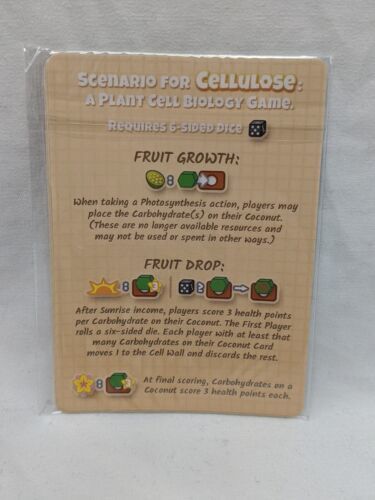 Scenario for Cellulose:
a Plant Cell Biology Game.
Requires 6-Sided Dice
FRUIT GROWTH:
When taking a Photosynthesis action, players may
place the Carbohydrate(s) on their Coconut.
(These are no longer available resources and
may not be used or spent in other ways.)
FRUIT DROP:
After Sunrise income, players score 3 health points
per Carbohydrate on their Coconut. The First Player
rolls a six-sided die. Each player with at least that
many Carbohydrates on their Coconut Card
moves 1 to the Cell Wall and discards the rest.
At final scoring, Carbohydrates on a
Coconut score 3 health points each.